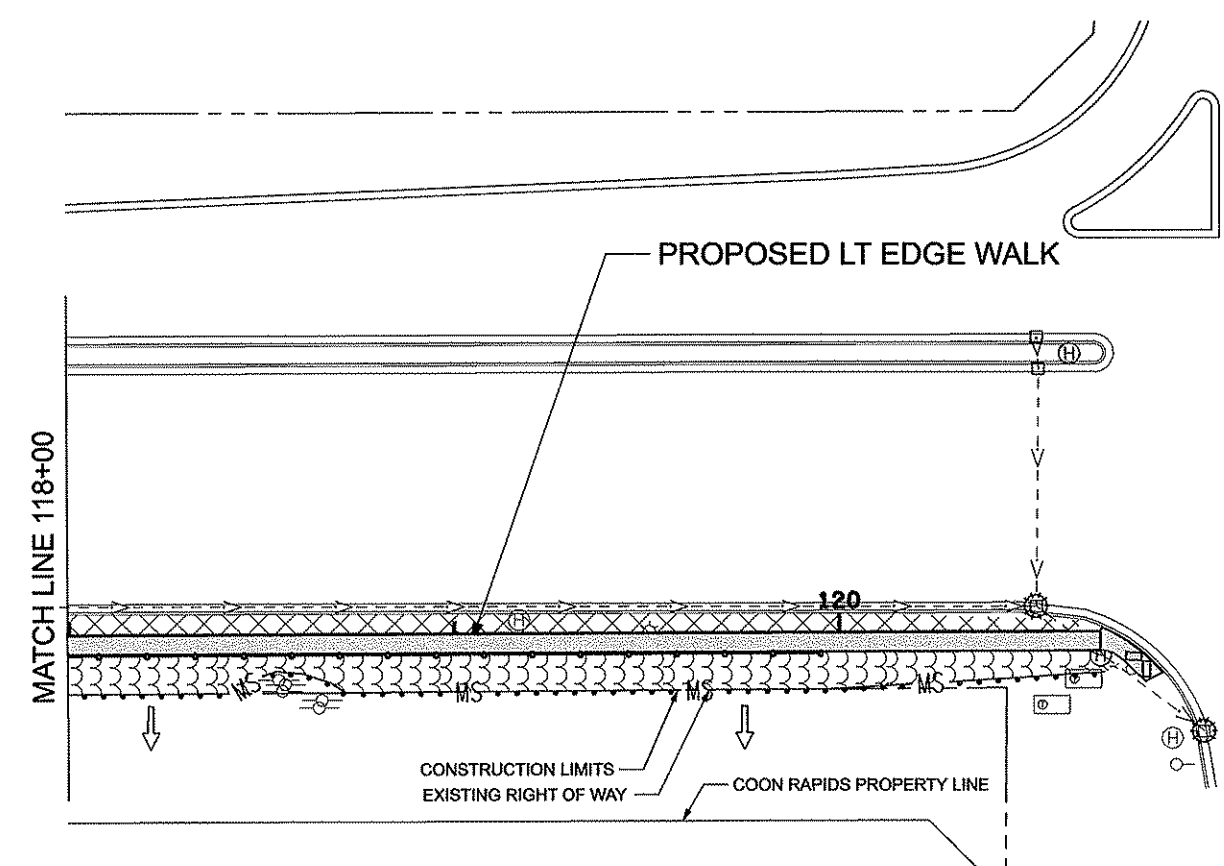 PROPOSED LT EDGE WALK
H
MATCH LINE 118+00
120
H
MS
MS
MS
MS
H
H
CONSTRUCTION LIMITS
EXISTING RIGHT OF WAY
COON RAPIDS PROPERTY LINE